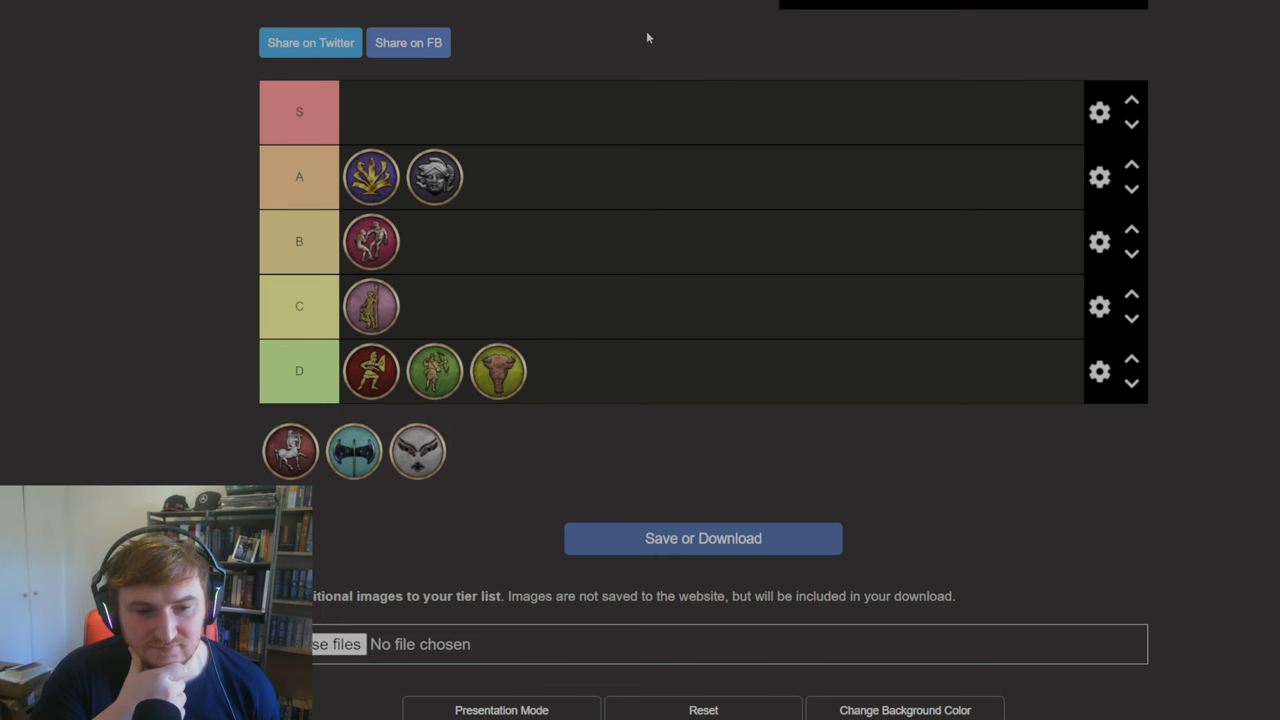 Share on Twitter Share on FB
S
A
B
C
D
Save or Download
itional images to your tier list. Images are not saved to the website, but will be included in your download.
se files No file chosen
Presentation Mode Reset Change Background Color